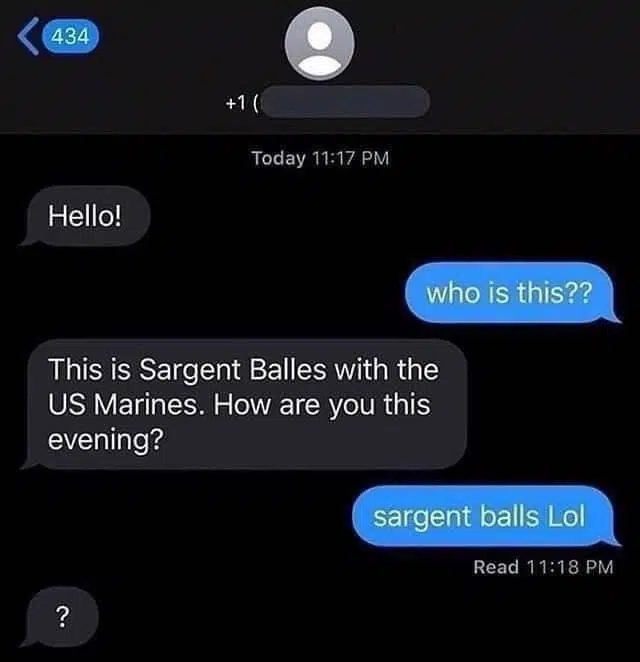 434
+1 (
Today 11:17 PM
Hello!
who is this??
This is Sargent Balles with the
US Marines. How are you this
evening?
sargent balls Lol
Read 11:18 PM
?